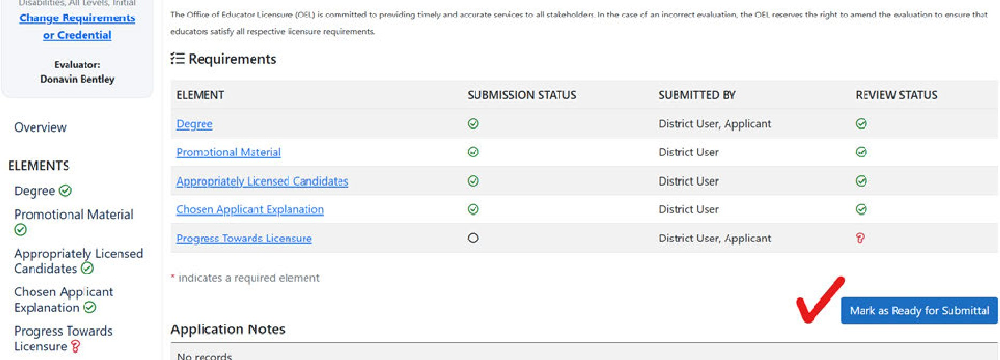 Disabilities, All Levels, Initial
Change Requirements
or Credential
Evaluator:
Donavin Bentley
Overview
ELEMENTS
Degree
Promotional Material
Appropriately Licensed
Candidates
Chosen Applicant
Explanation
Progress Towards
Licensure
The Office of Educator Licensure (OEL) is committed to providing timely and accurate services to all stakeholders. In the case of an incorrect evaluation, the OEL reserves the right to amend the evaluation to ensure that
educators satisfy all respective licensure requirements.
Requirements
ELEMENT SUBMISSION STATUS SUBMITTED BY REVIEW STATUS
Degree District User, Applicant
Promotional Material District User
Appropriately Licensed Candidates District User
Chosen Applicant Explanation District User
Progress Towards Licensure District User, Applicant
* indicates a required element
Mark as Ready for Submittal
Application Notes
No records